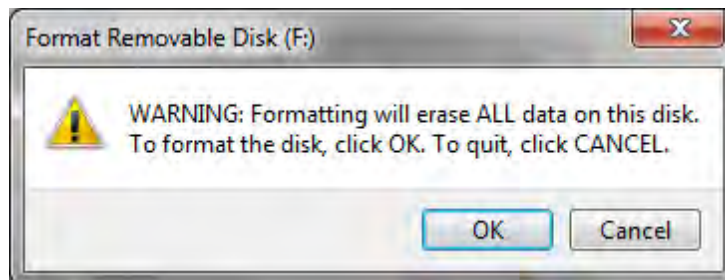 Format Removable Disk (F:)
WARNING: Formatting will erase ALL data on this disk.
To format the disk, click OK. To quit, click CANCEL.
OK
Cancel